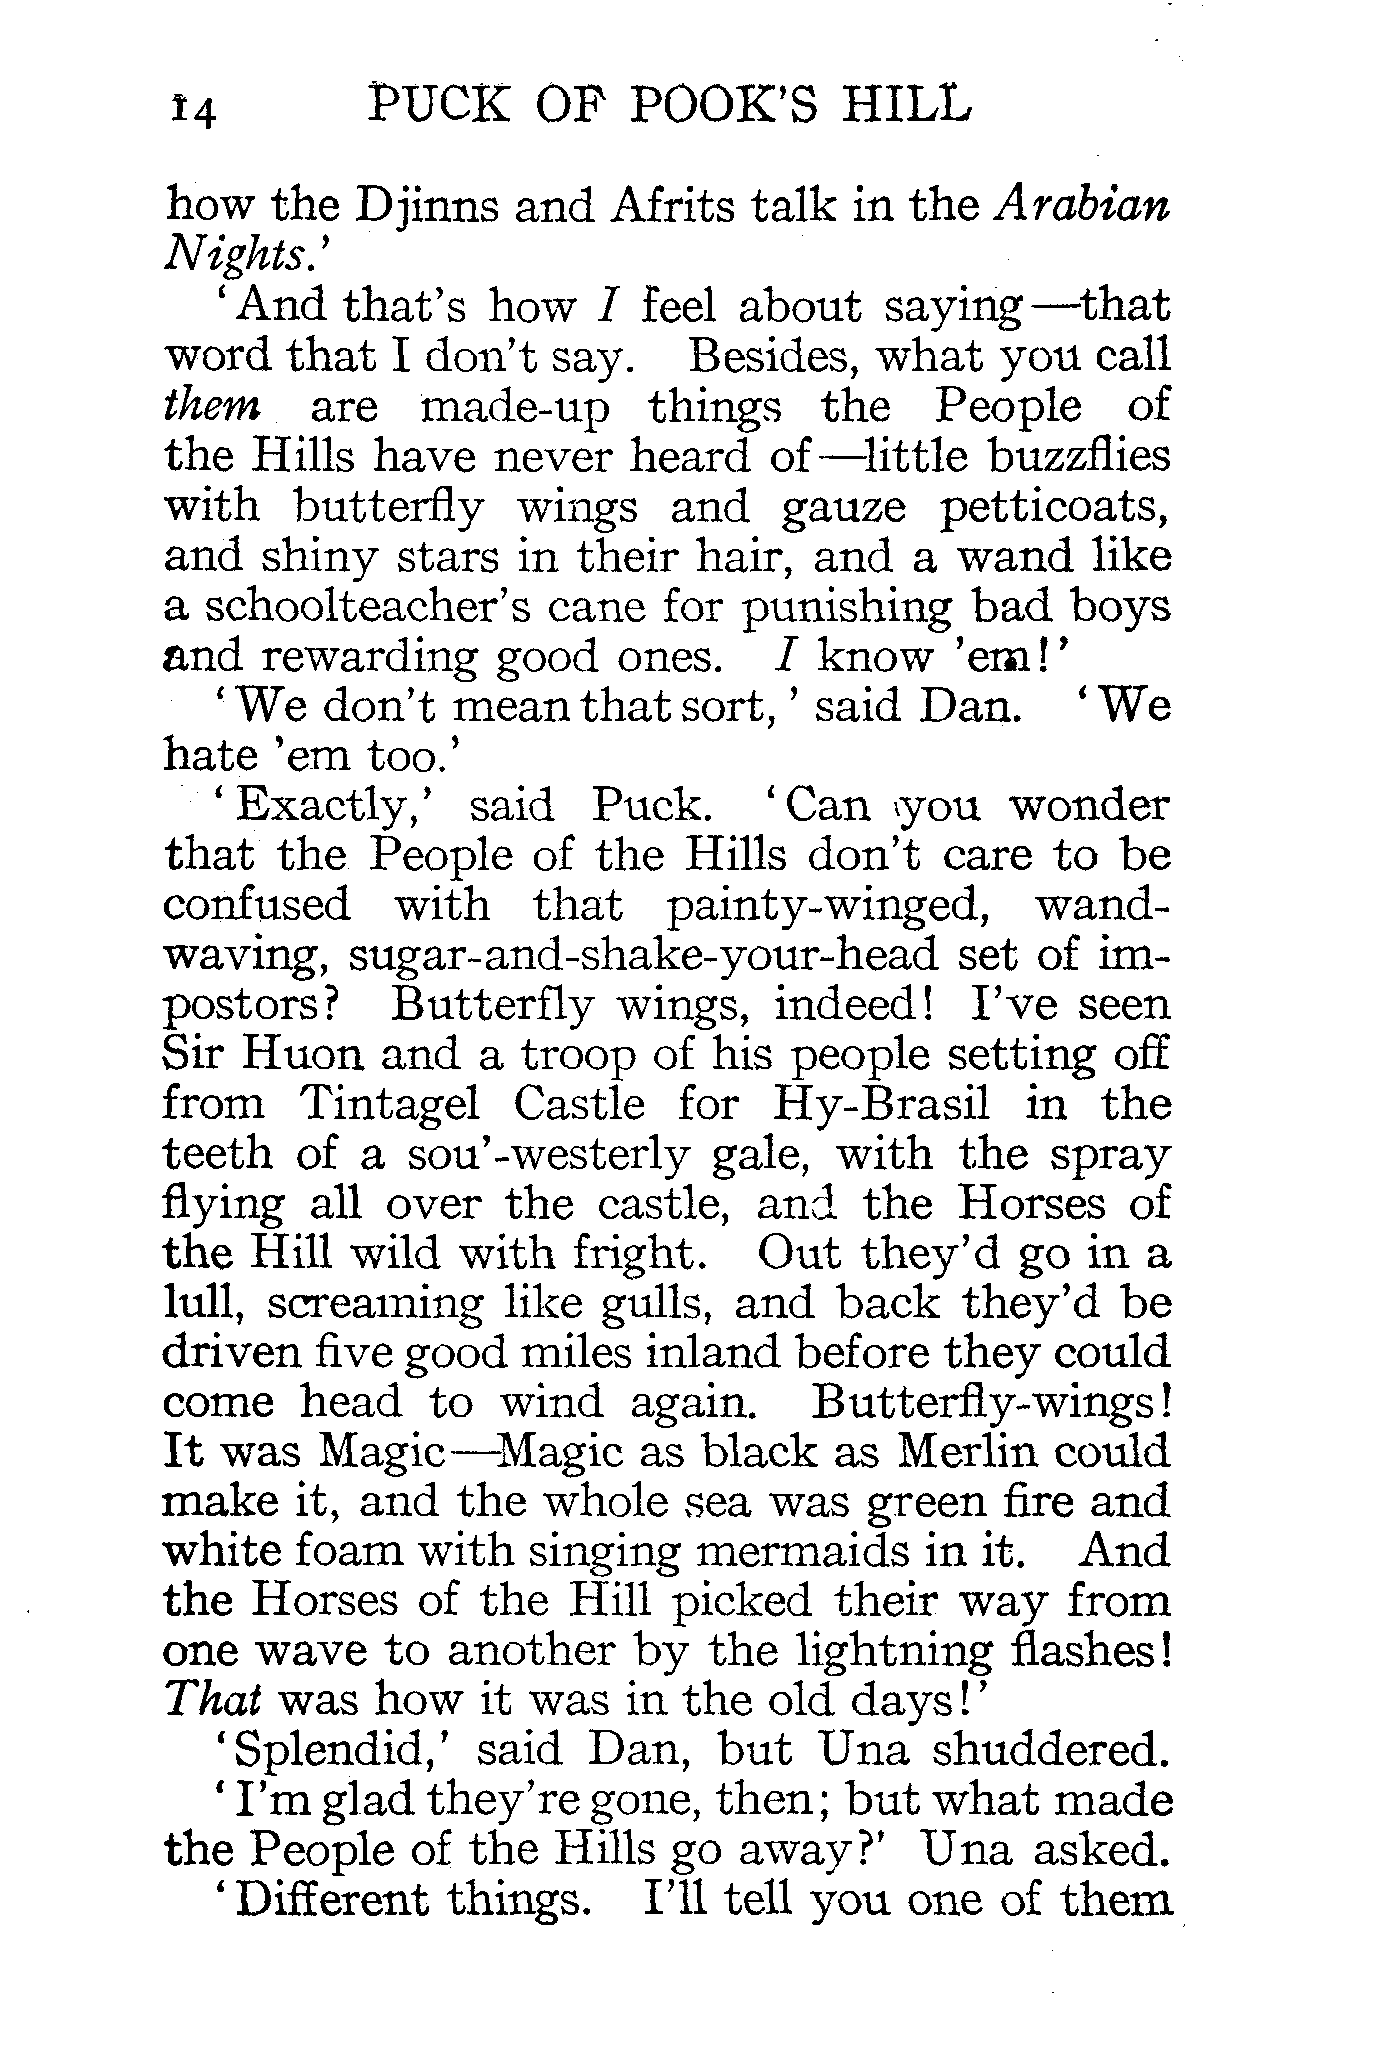 14 PUCK OF POOK'S HILL
how the Djinns and Afrits talk in the Arabian
Nights.'
'And that's how I feel about saying—that
word that I don't say. Besides, what you call
them are made-up things the People of
the Hills have never heard of—little buzzflies
with butterfly wings and gauze petticoats,
and shiny stars in their hair, and a wand like
a schoolteacher's cane for punishing bad boys
and rewarding good ones. I know 'em!'
'We don't mean that sort,' said Dan. 'We
hate 'em too.'
'Exactly,' said Puck. 'Can you wonder
that the People of the Hills don't care to be
confused with that painty-winged, wand-
waving, sugar-and-shake-your-head set of im-
postors? Butterfly wings, indeed! I've seen
Sir Huon and a troop of his people setting off
from Tintagel Castle for Hy-Brasil in the
teeth of a sou'-westerly gale, with the spray
flying all over the castle, and the Horses of
the Hill wild with fright. Out they'd go in a
lull, screaming like gulls, and back they'd be
driven five good miles inland before they could
come head to wind again. Butterfly-wings!
It was Magic—Magic as black as Merlin could
make it, and the whole sea was green fire and
white foam with singing mermaids in it. And
the Horses of the Hill picked their way from
one wave to another by the lightning flashes!
That was how it was in the old days!'
'Splendid,' said Dan, but Una shuddered.
'I'm glad they're gone, then; but what made
the People of the Hills go away?' Una asked.
'Different things. I'll tell you one of them